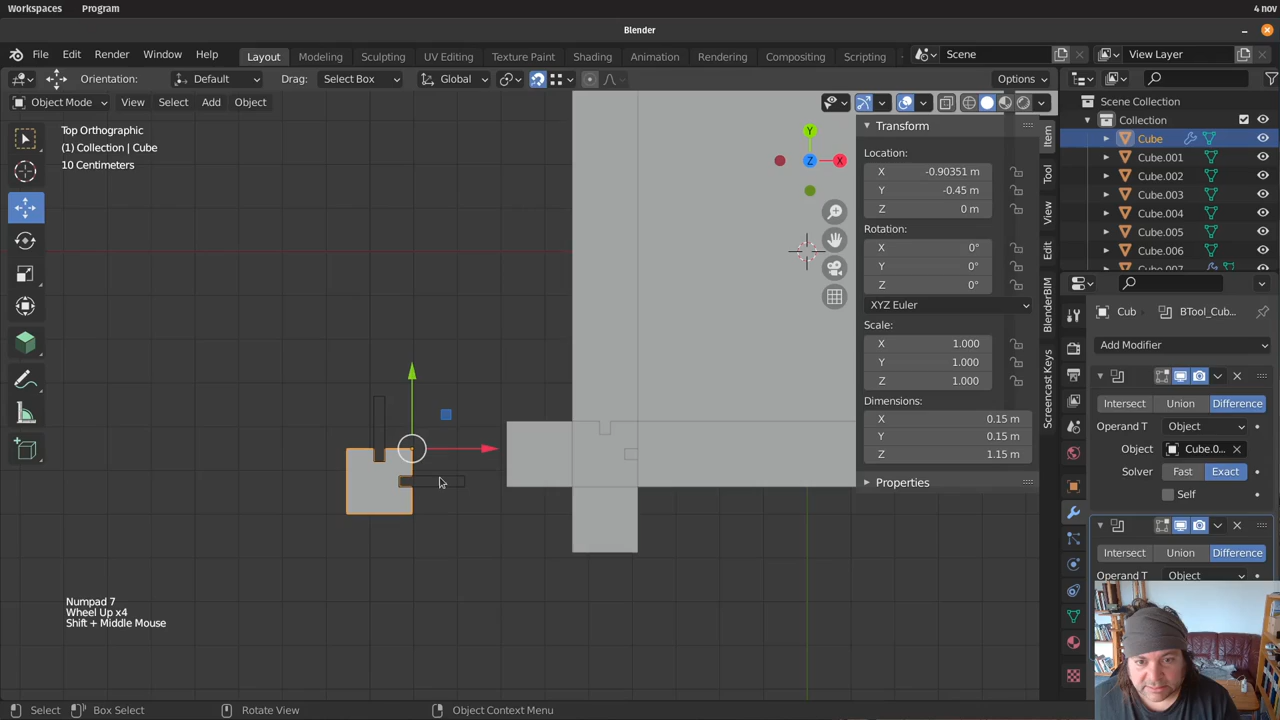 Workspaces Program 4 nov
Blender
File Edit Render Window Help Layout Modeling Sculpting UV Editing Texture Paint Shading Animation Rendering Compositing Scripting Scene View Layer
Orientation: Default Drag: Select Box Global Options
Object Mode View Select Add Object
Top Orthographic
(1) Collection | Cube
10 Centimeters
Y
X
Z
Transform
Location:
X -0.90351 m
Y -0.45 m
Z 0 m
Rotation:
X 0°
Y 0°
Z 0°
XYZ Euler
Scale:
X 1.000
Y 1.000
Z 1.000
Dimensions:
X 0.15 m
Y 0.15 m
Z 1.15 m
Properties
Item
Tool
View
Edit
BlenderBIM
Screencast Keys
Scene Collection
Collection
Cube
Cube.001
Cube.002
Cube.003
Cube.004
Cube.005
Cube.006
Cube.007
Cub BTool_Cub...
Add Modifier
Intersect Union Difference
Operand T Object
Object Cube.0...
Solver Fast Exact
Self
Intersect Union Difference
Operand T Object
Numpad 7
Wheel Up x4
Shift + Middle Mouse
Select Box Select Rotate View Object Context Menu